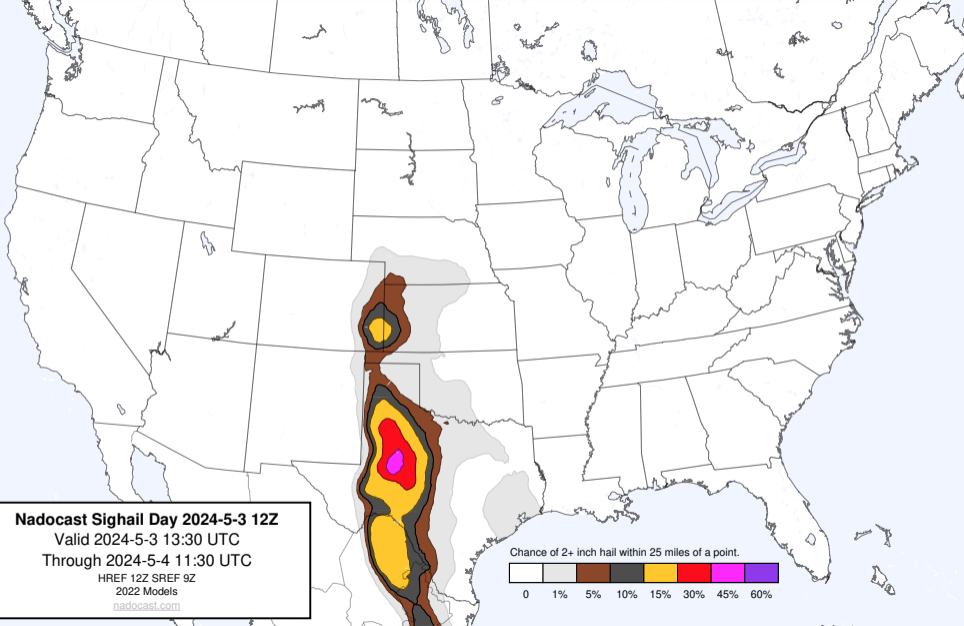 Nadocast Sighail Day 2024-5-3 12Z
Valid 2024-5-3 13:30 UTC
Through 2024-5-4 11:30 UTC
HREF 12Z SREF 9Z
2022 Models
nadocast.com
Chance of 2+ inch hail within 25 miles of a point.
0 1% 5% 10% 15% 30% 45% 60%